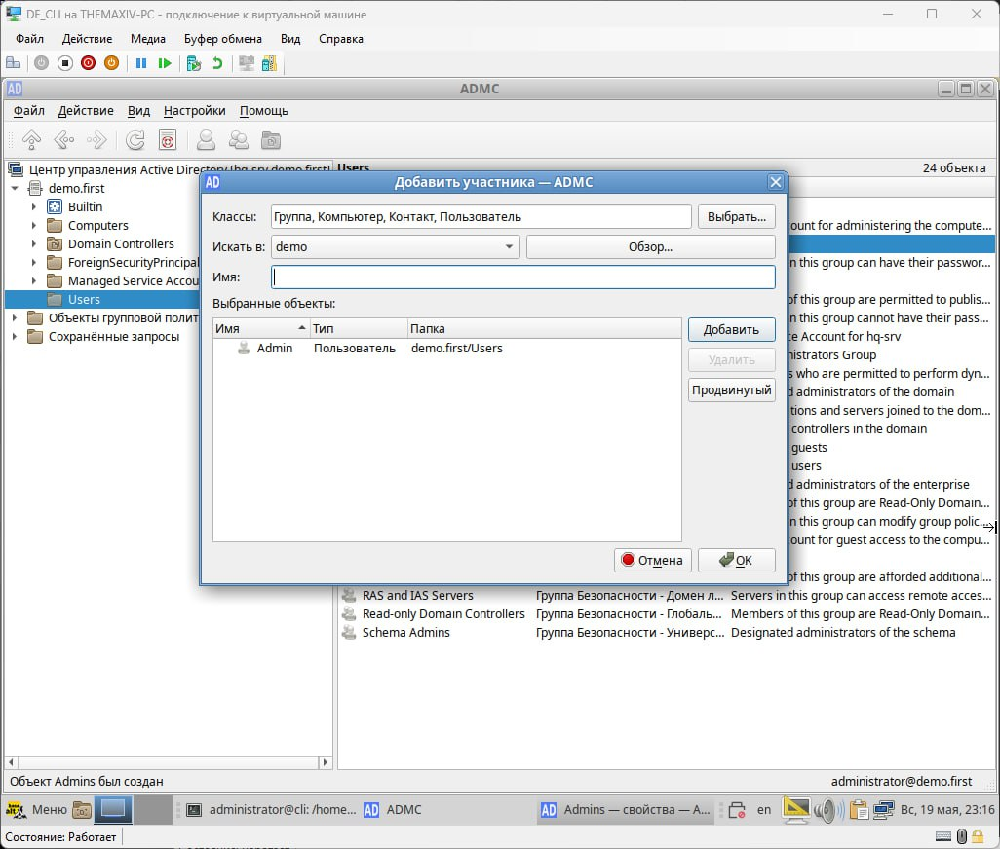 DE_CLI на THEMAXIV-PC - подключение к виртуальной машине
Файл Действие Медиа Буфер обмена Вид Справка
AD ADMC
Файл Действие Вид Настройки Помощь
Центр управления Active Directory [hq-srv.demo.first]
Users 24 объекта
demo.first
Builtin
Computers
Domain Controllers
ForeignSecurityPrincipal
Managed Service Accou
Users
Объекты групповой полит
Сохранённые запросы
AD Добавить участника — ADMC
Классы: Группа, Компьютер, Контакт, Пользователь Выбрать...
Искать в: demo Обзор...
Имя:
Выбранные объекты:
Имя Тип Папка
Admin Пользователь demo.first/Users
Добавить
Удалить
Продвинутый
Отмена OK
ount for administering the compute...
n this group can have their passwor...
of this group are permitted to publis...
n this group cannot have their pass...
e Account for hq-srv
nistrators Group
s who are permitted to perform dyn...
d administrators of the domain
tions and servers joined to the dom...
controllers in the domain
guests
users
d administrators of the enterprise
of this group are Read-Only Domain...
n this group can modify group polic...
ount for guest access to the compu...
of this group are afforded additional...
RAS and IAS Servers Группа Безопасности - Домен л... Servers in this group can access remote acces...
Read-only Domain Controllers Группа Безопасности - Глобаль... Members of this group are Read-Only Domain...
Schema Admins Группа Безопасности - Универс... Designated administrators of the schema
Объект Admins был создан administrator@demo.first
Меню administrator@cli: /home... AD ADMC AD Admins — свойства — A... en Вс, 19 мая, 23:16
Состояние: Работает